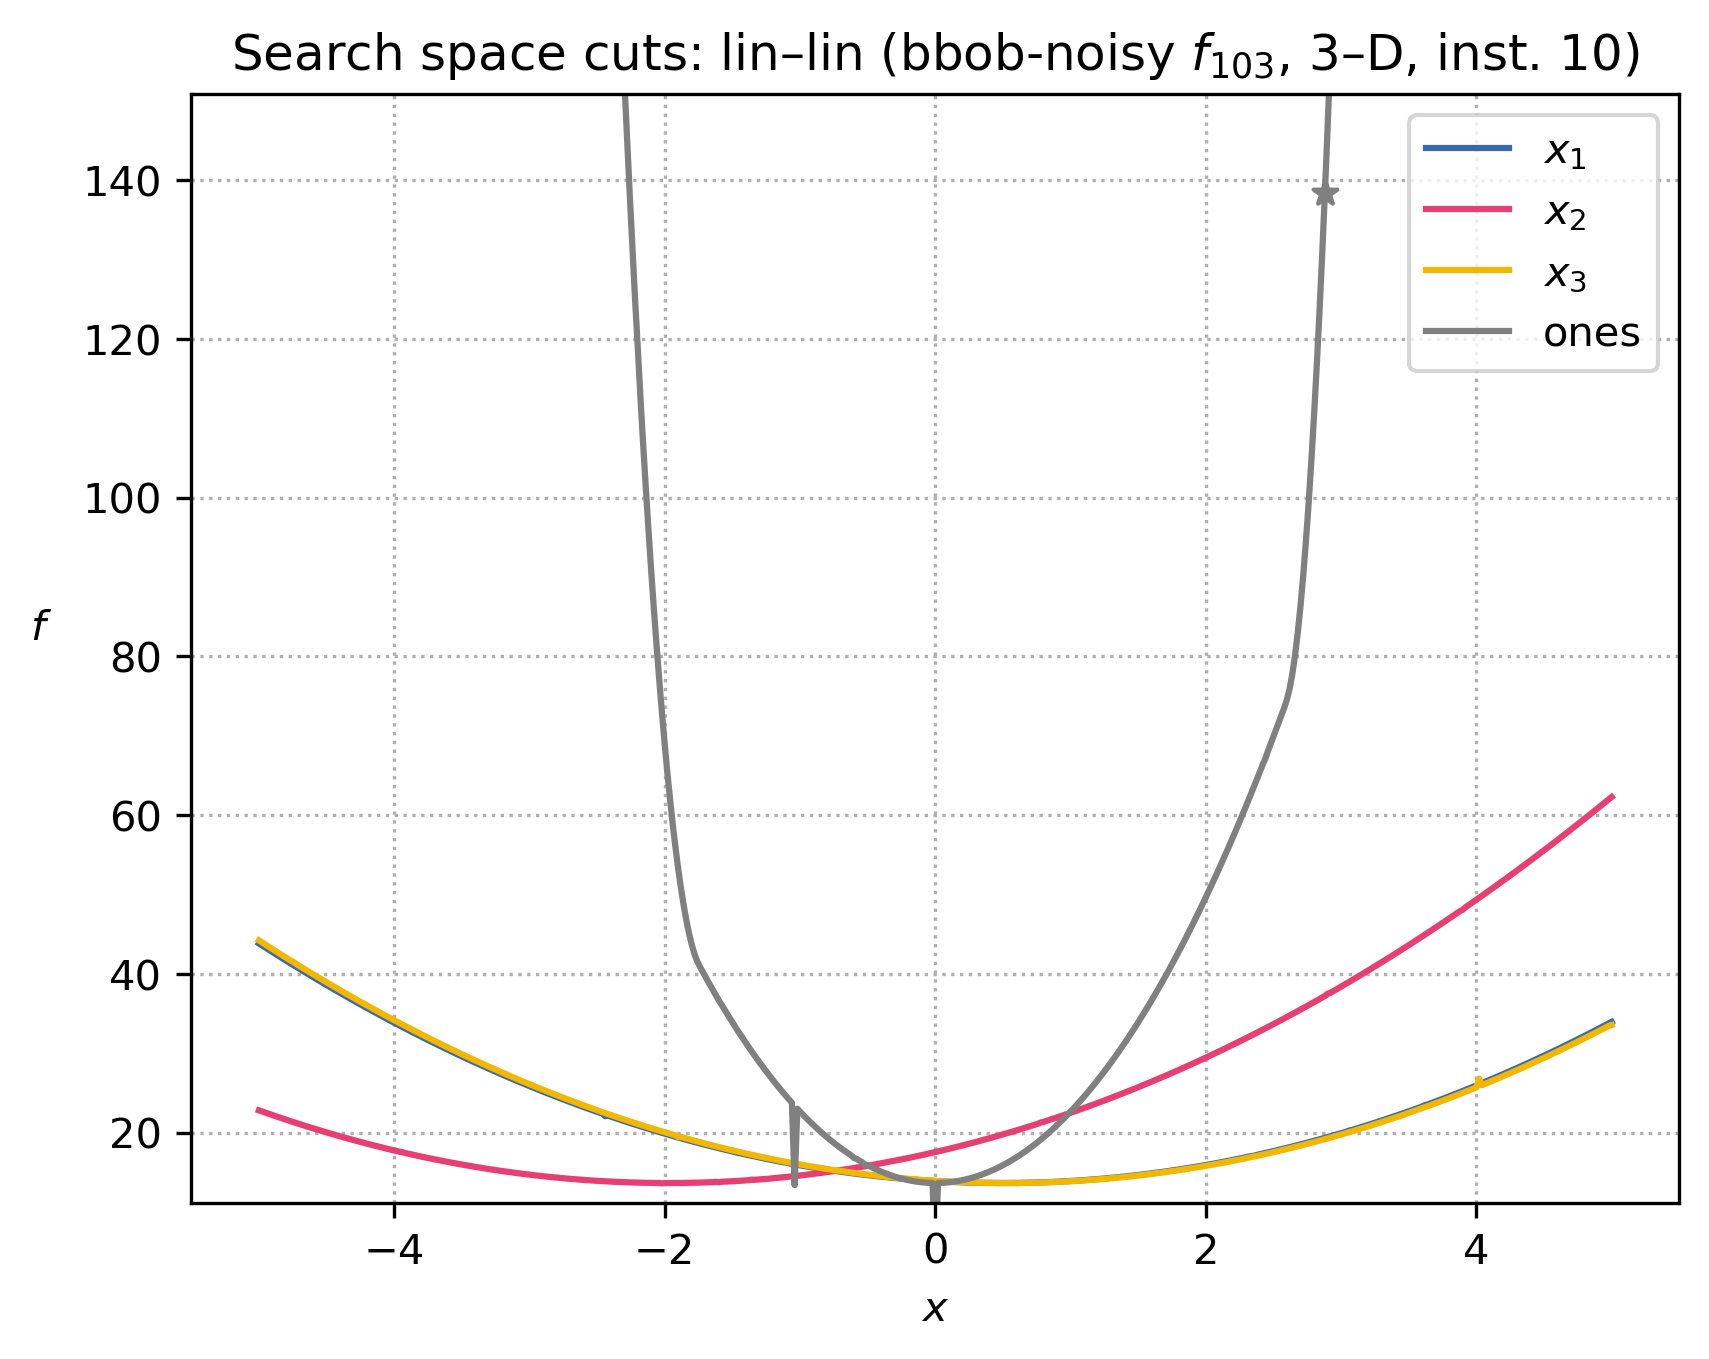 Search space cuts: lin–lin (bbob-noisy f₁₀₃, 3–D, inst. 10)
x₁
x₂
x₃
ones
140
120
100
80
60
40
20
f
−4 −2 0 2 4
x